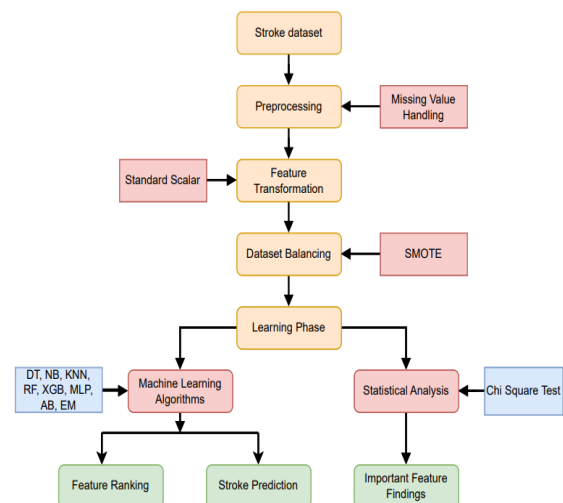 Stroke dataset
Preprocessing
Missing Value
Handling
Standard Scalar
Feature
Transformation
Dataset Balancing
SMOTE
Learning Phase
DT, NB, KNN,
RF, XGB, MLP,
AB, EM
Machine Learning
Algorithms
Statistical Analysis
Chi Square Test
Feature Ranking
Stroke Prediction
Important Feature
Findings